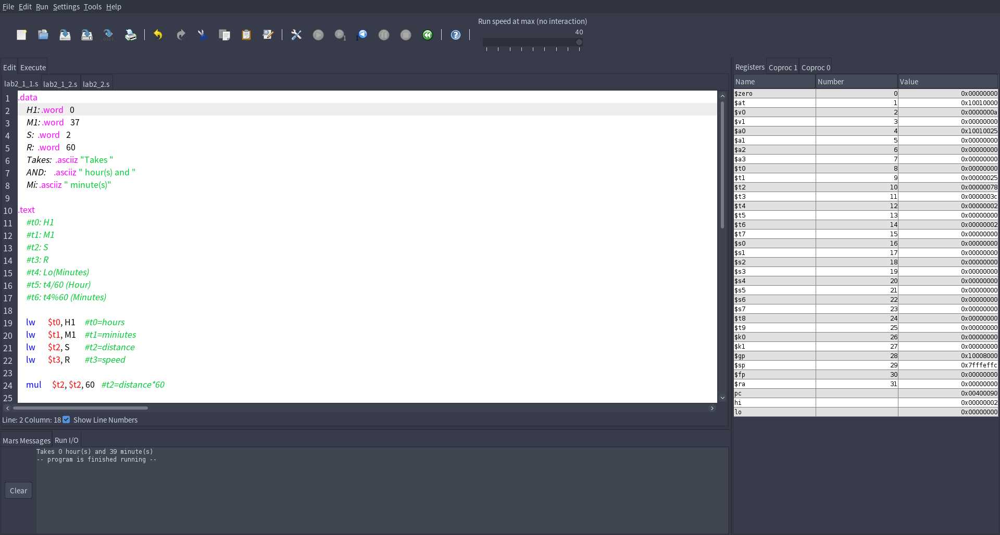 File Edit Run Settings Tools Help
Run speed at max (no interaction)
40
Edit Execute
lab2_1_1.s lab2_1_2.s lab2_2.s
1 .data
2 H1: .word 0
3 M1: .word 37
4 S: .word 2
5 R: .word 60
6 Takes: .asciiz "Takes "
7 AND: .asciiz " hour(s) and "
8 Mi: .asciiz " minute(s)"
9
10 .text
11 #t0: H1
12 #t1: M1
13 #t2: S
14 #t3: R
15 #t4: Lo(Minutes)
16 #t5: t4/60 (Hour)
17 #t6: t4%60 (Minutes)
18
19 lw $t0, H1 #t0=hours
20 lw $t1, M1 #t1=miniutes
21 lw $t2, S #t2=distance
22 lw $t3, R #t3=speed
23
24 mul $t2, $t2, 60 #t2=distance*60
25
Line: 2 Column: 18 Show Line Numbers
Mars Messages Run I/O
Takes 0 hour(s) and 39 minute(s)
-- program is finished running --
Clear
Registers Coproc 1 Coproc 0
Name Number Value
$zero 0 0x00000000
$at 1 0x10010000
$v0 2 0x0000000a
$v1 3 0x00000000
$a0 4 0x10010025
$a1 5 0x00000000
$a2 6 0x00000000
$a3 7 0x00000000
$t0 8 0x00000000
$t1 9 0x00000025
$t2 10 0x00000078
$t3 11 0x0000003c
$t4 12 0x00000002
$t5 13 0x00000000
$t6 14 0x00000002
$t7 15 0x00000000
$s0 16 0x00000000
$s1 17 0x00000000
$s2 18 0x00000000
$s3 19 0x00000000
$s4 20 0x00000000
$s5 21 0x00000000
$s6 22 0x00000000
$s7 23 0x00000000
$t8 24 0x00000000
$t9 25 0x00000000
$k0 26 0x00000000
$k1 27 0x00000000
$gp 28 0x10008000
$sp 29 0x7fffeffc
$fp 30 0x00000000
$ra 31 0x00000000
pc 0x00400090
hi 0x00000002
lo 0x00000000